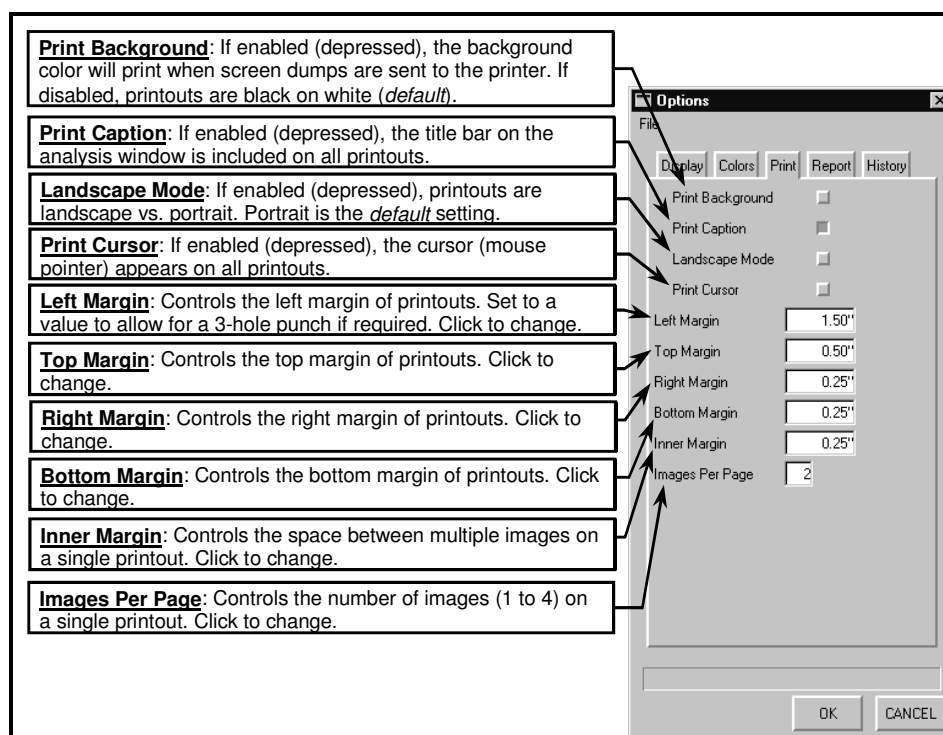 Print Background: If enabled (depressed), the background
color will print when screen dumps are sent to the printer. If
disabled, printouts are black on white (default).
Print Caption: If enabled (depressed), the title bar on the
analysis window is included on all printouts.
Landscape Mode: If enabled (depressed), printouts are
landscape vs. portrait. Portrait is the default setting.
Print Cursor: If enabled (depressed), the cursor (mouse
pointer) appears on all printouts.
Left Margin: Controls the left margin of printouts. Set to a
value to allow for a 3-hole punch if required. Click to change.
Top Margin: Controls the top margin of printouts. Click to
change.
Right Margin: Controls the right margin of printouts. Click to
change.
Bottom Margin: Controls the bottom margin of printouts. Click
to change.
Inner Margin: Controls the space between multiple images on
a single printout. Click to change.
Images Per Page: Controls the number of images (1 to 4) on
a single printout. Click to change.
Options
File
Display Colors Print Report History
Print Background
Print Caption
Landscape Mode
Print Cursor
Left Margin 1.50"
Top Margin 0.50"
Right Margin 0.25"
Bottom Margin 0.25"
Inner Margin 0.25"
Images Per Page 2
OK CANCEL